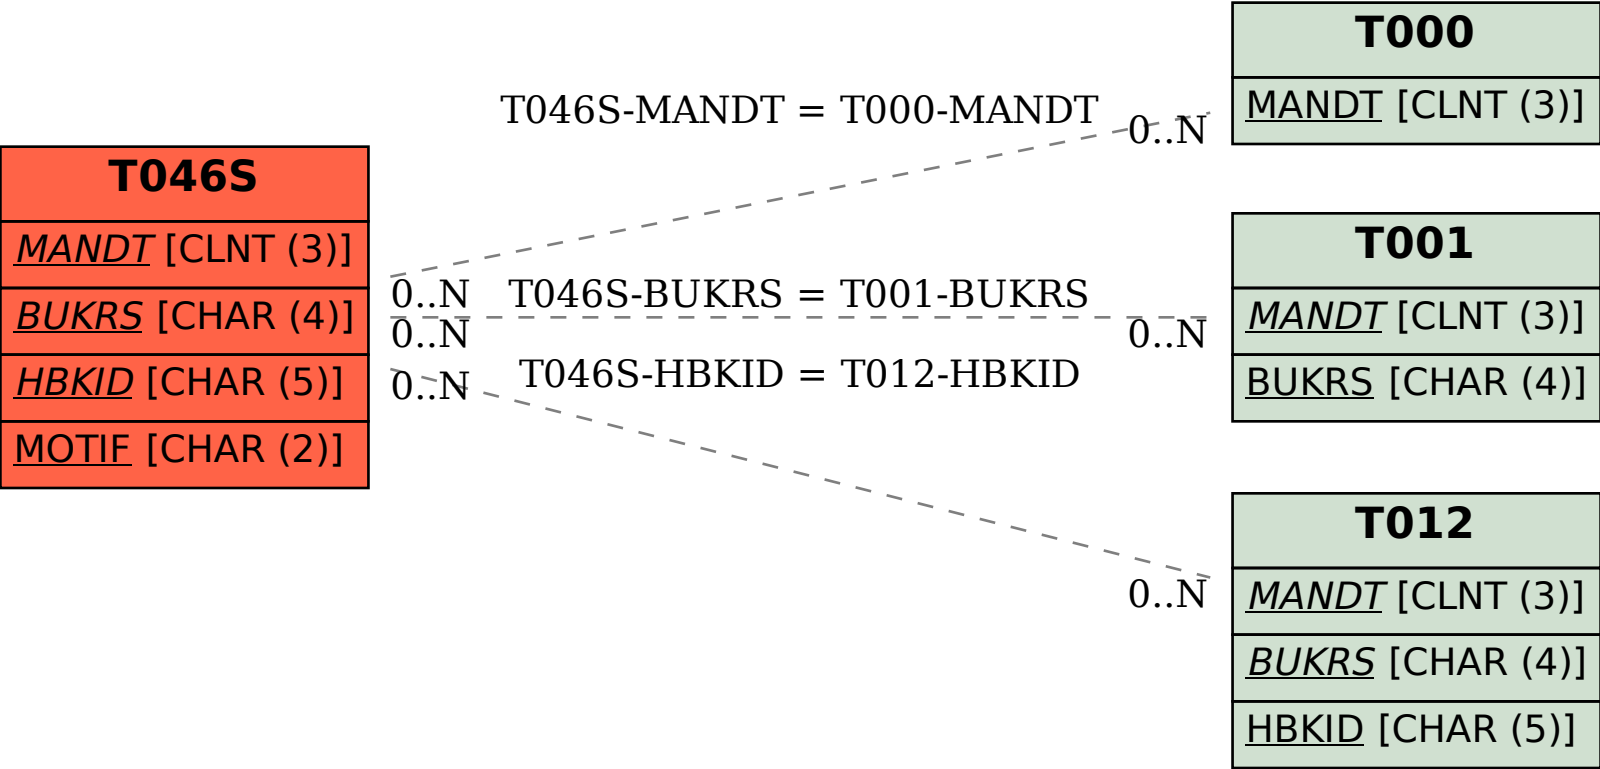 T046S
MANDT [CLNT (3)]
BUKRS [CHAR (4)]
HBKID [CHAR (5)]
MOTIF [CHAR (2)]
T046S-MANDT = T000-MANDT
0..N
0..N
T046S-BUKRS = T001-BUKRS
0..N
0..N
T046S-HBKID = T012-HBKID
0..N
0..N
T000
MANDT [CLNT (3)]
T001
MANDT [CLNT (3)]
BUKRS [CHAR (4)]
T012
MANDT [CLNT (3)]
BUKRS [CHAR (4)]
HBKID [CHAR (5)]